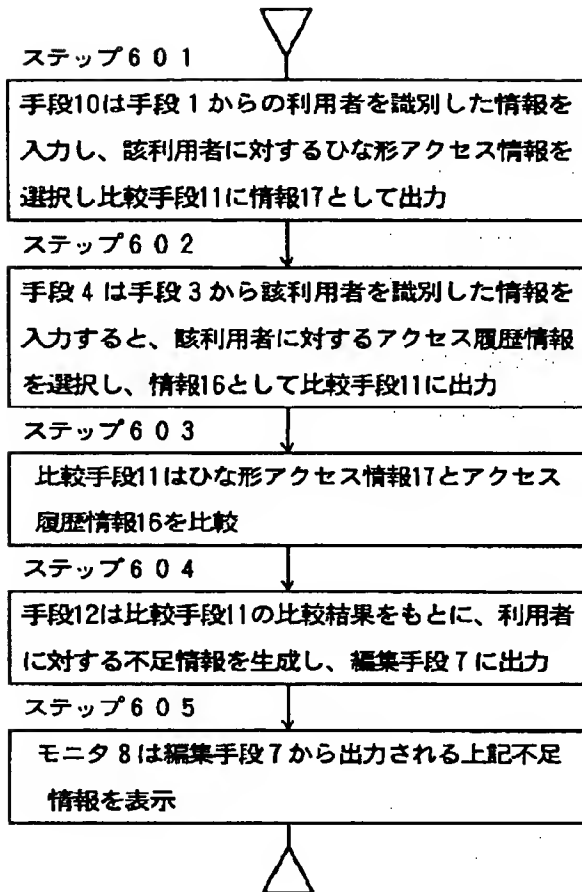 ステップ６０１
手段10は手段１からの利用者を識別した情報を
入力し、該利用者に対するひな形アクセス情報を
選択し比較手段11に情報17として出力
ステップ６０２
手段４は手段３から該利用者を識別した情報を
入力すると、該利用者に対するアクセス履歴情報
を選択し、情報16として比較手段11に出力
ステップ６０３
比較手段11はひな形アクセス情報17とアクセス
履歴情報16を比較
ステップ６０４
手段12は比較手段11の比較結果をもとに、利用者
に対する不足情報を生成し、編集手段７に出力
ステップ６０５
モニタ８は編集手段７から出力される上記不足
情報を表示